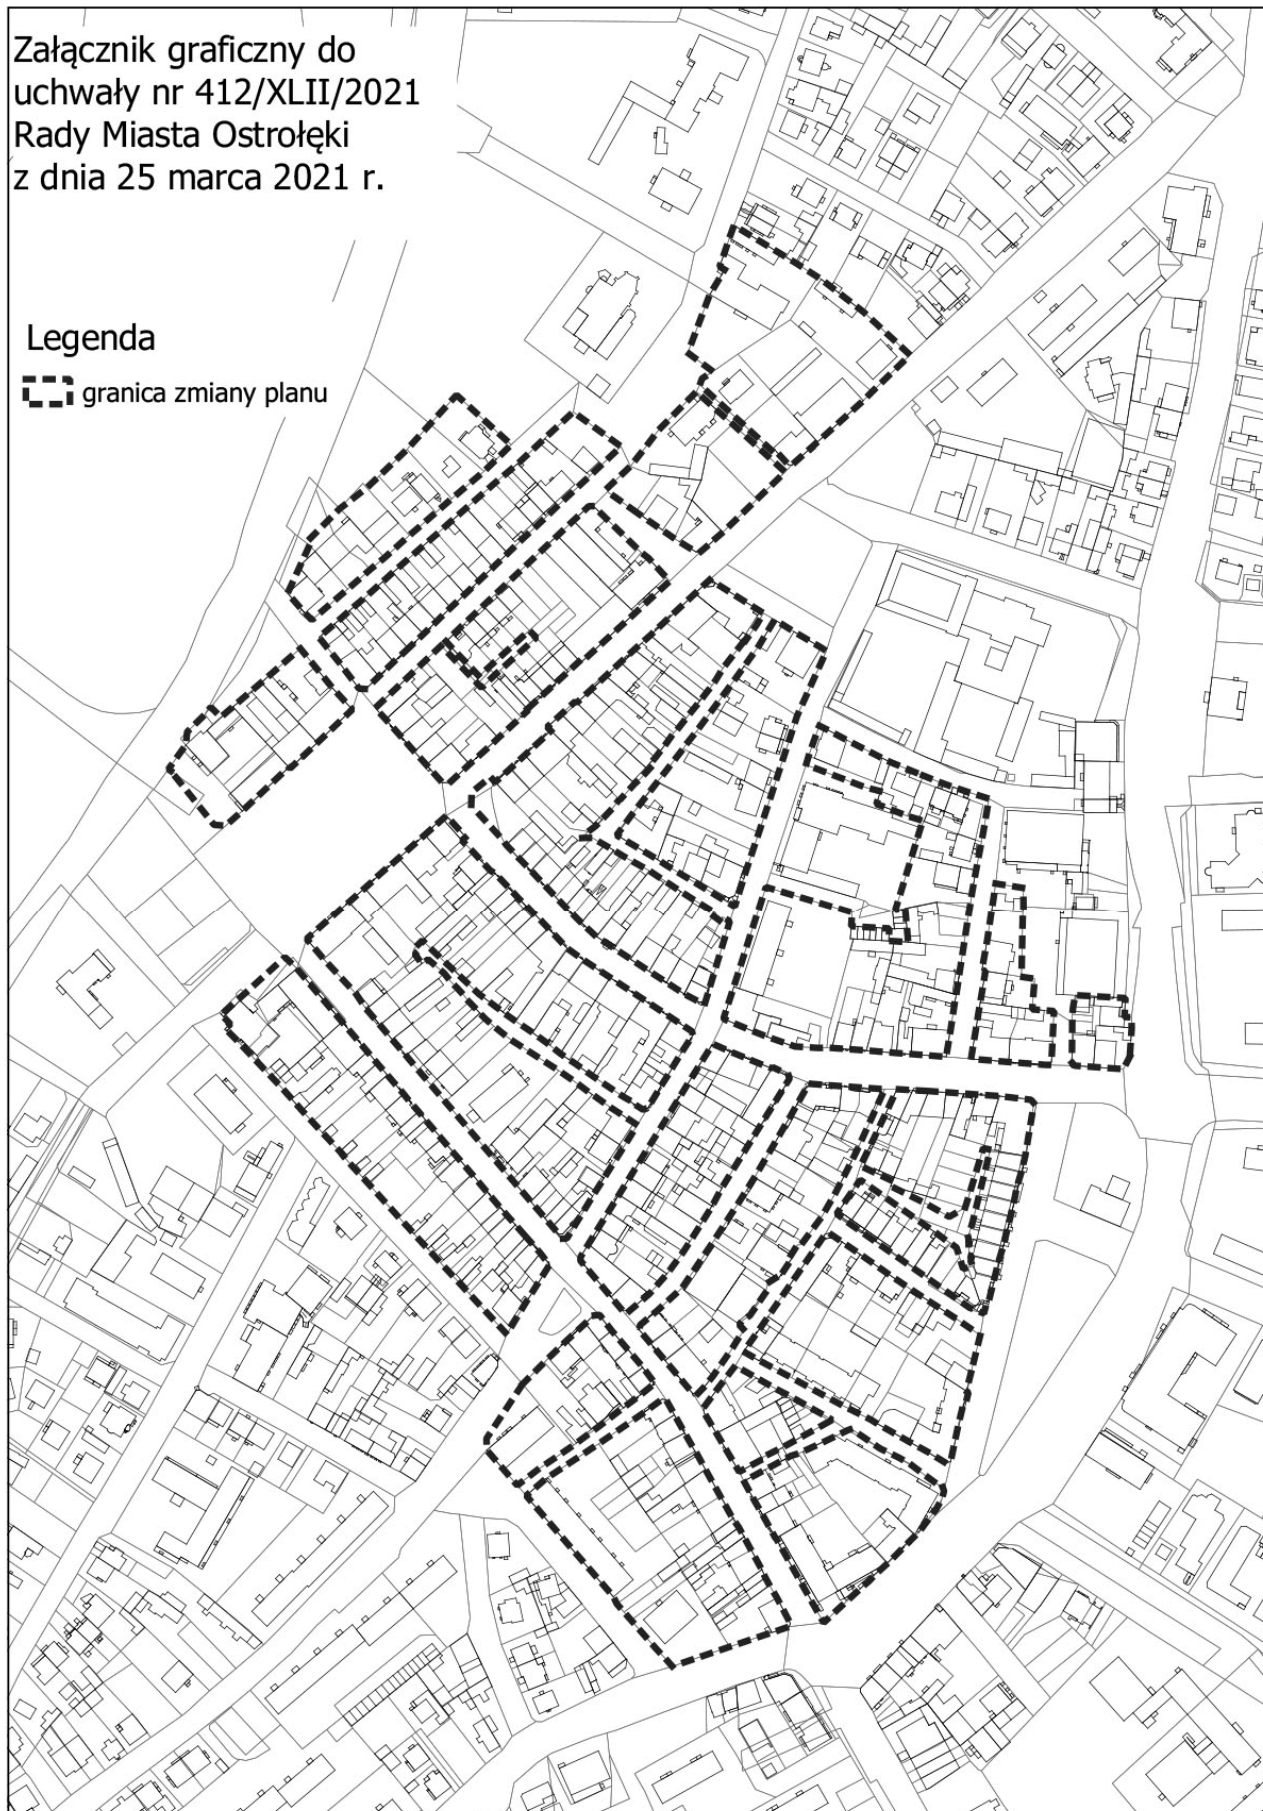 Załącznik graficzny do
uchwały nr 412/XLII/2021
Rady Miasta Ostrołęki
z dnia 25 marca 2021 r.
Legenda
granica zmiany planu